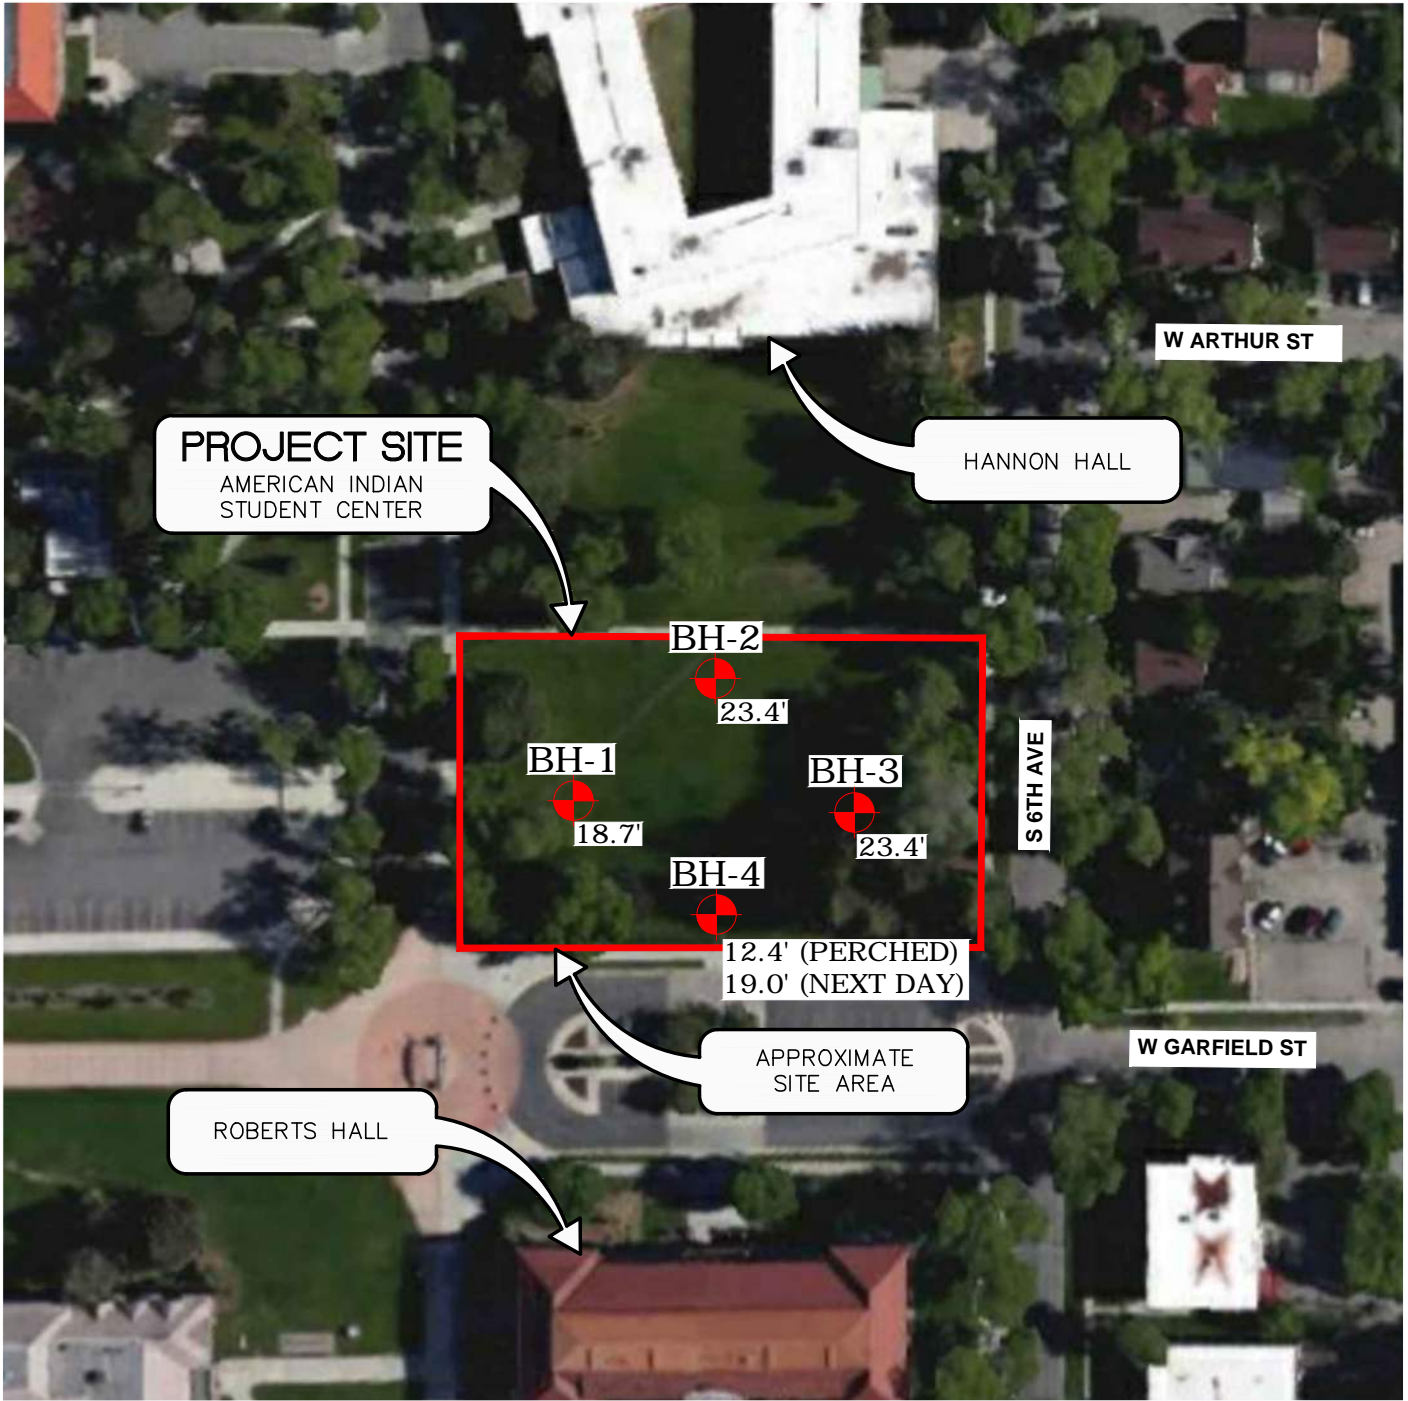 W ARTHUR ST
PROJECT SITE
AMERICAN INDIAN
STUDENT CENTER
HANNON HALL
BH-2
23.4'
BH-1
18.7'
BH-3
23.4'
S 6TH AVE
BH-4
12.4' (PERCHED)
19.0' (NEXT DAY)
W GARFIELD ST
APPROXIMATE
SITE AREA
ROBERTS HALL